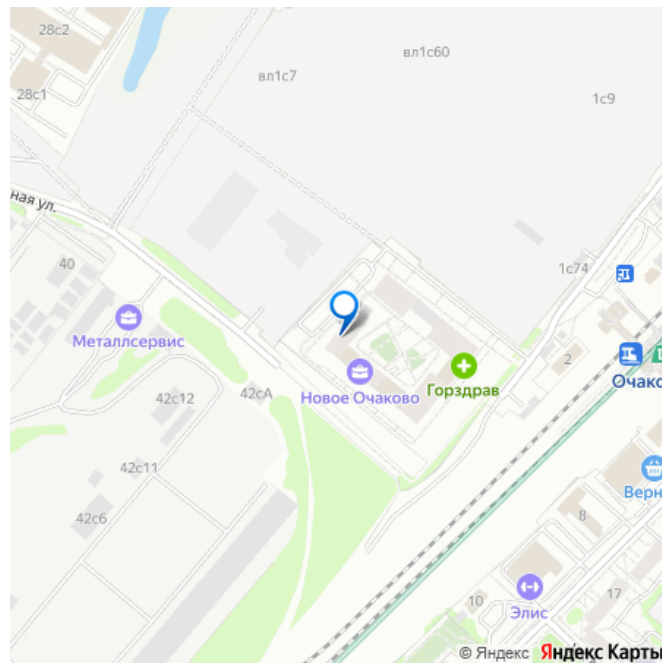 28с2
вл1с60
вл1с7
28с1
1с9
ная ул.
40
1с74
Металлсервис
2
Очако
Новое Очаково
Горздрав
42сА
42с12
42с11
Верн
42с6
8
10
17
Элис
© Яндекс Яндекс Карты